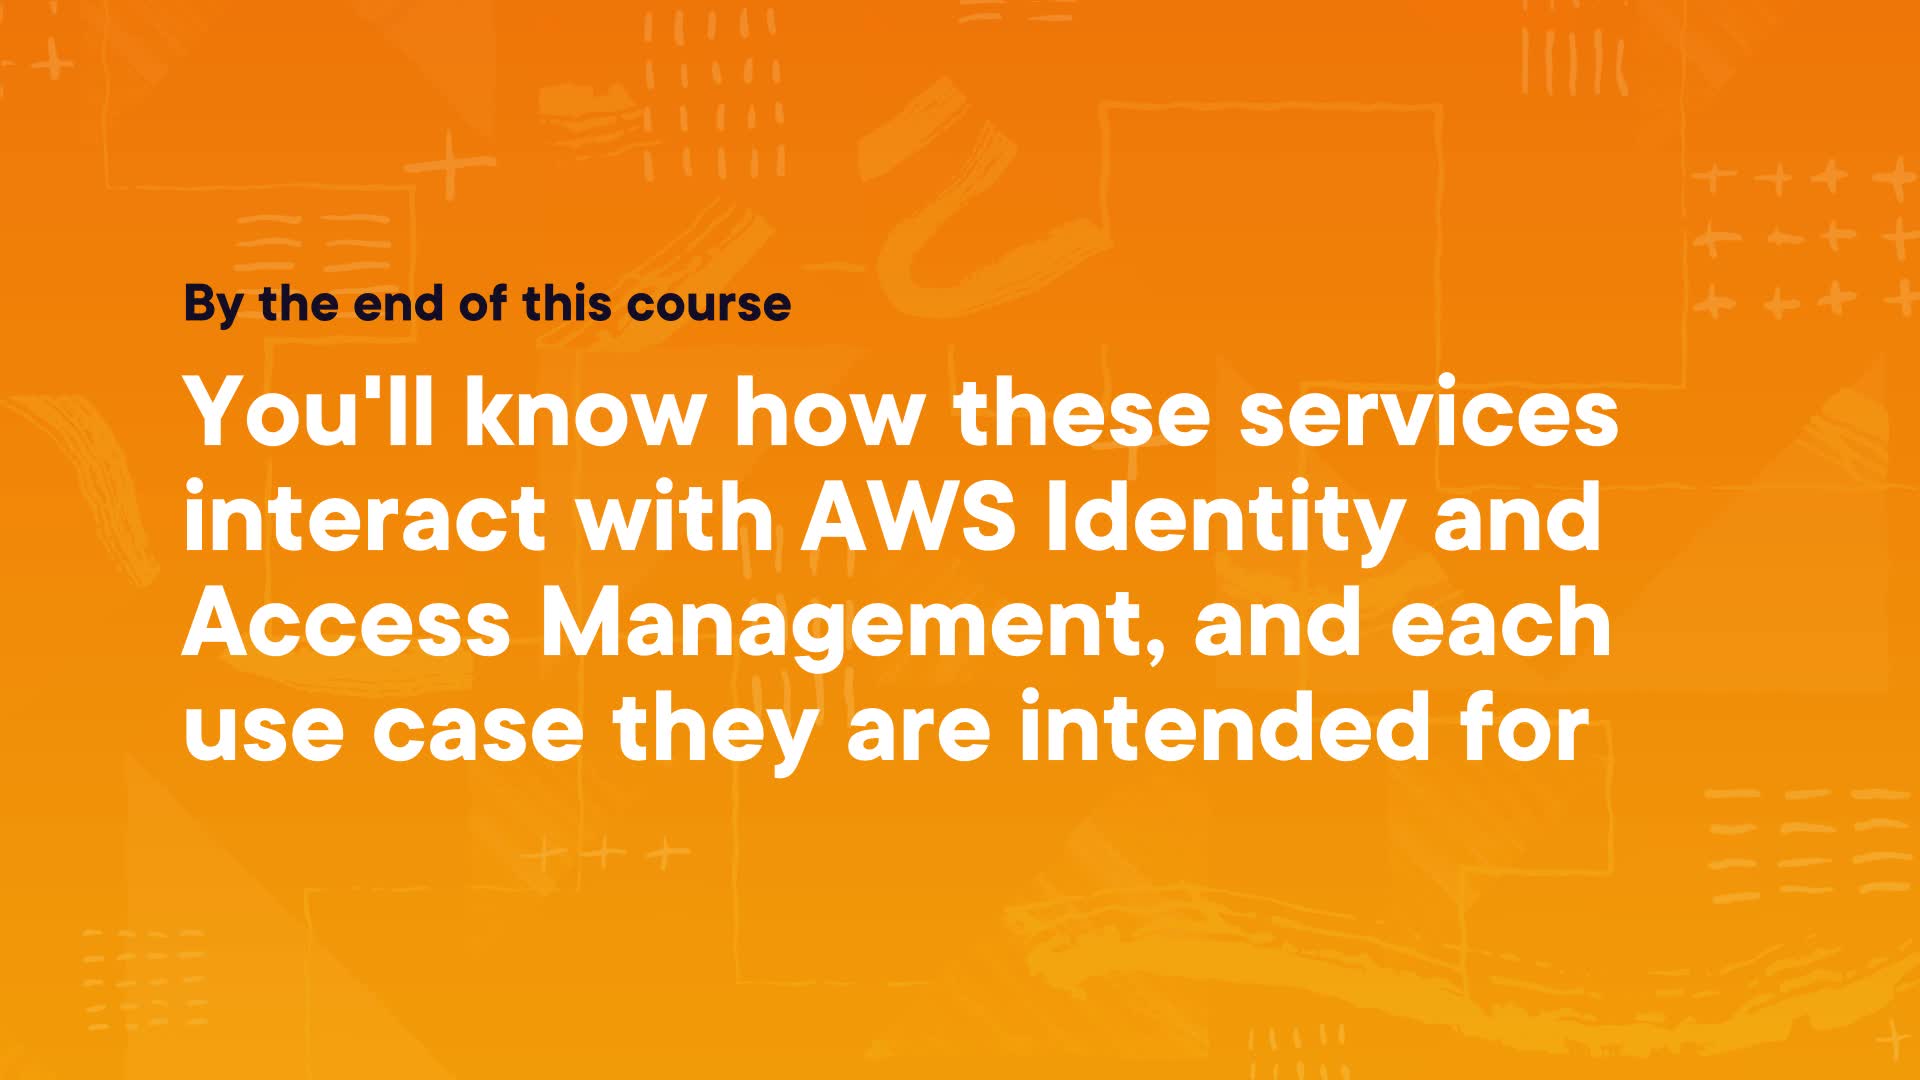 By the end of this course
You'll know how these services
interact with AWS Identity and
Access Management, and each
use case they are intended for